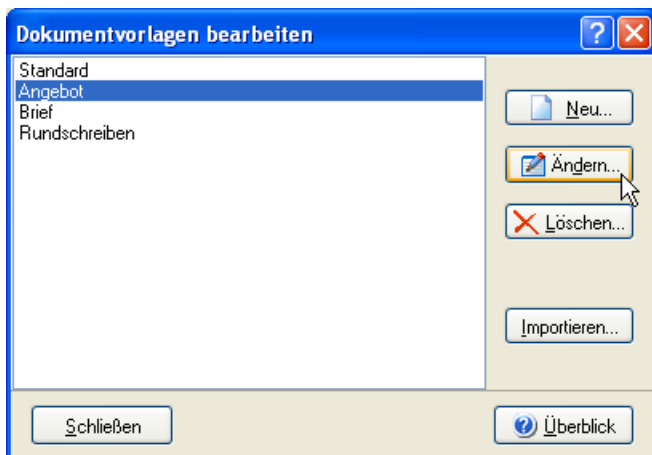 Dokumentvorlagen bearbeiten
Standard
Angebot
Brief
Rundschreiben
Neu...
Ändern...
Löschen...
Importieren...
Schließen
Überblick